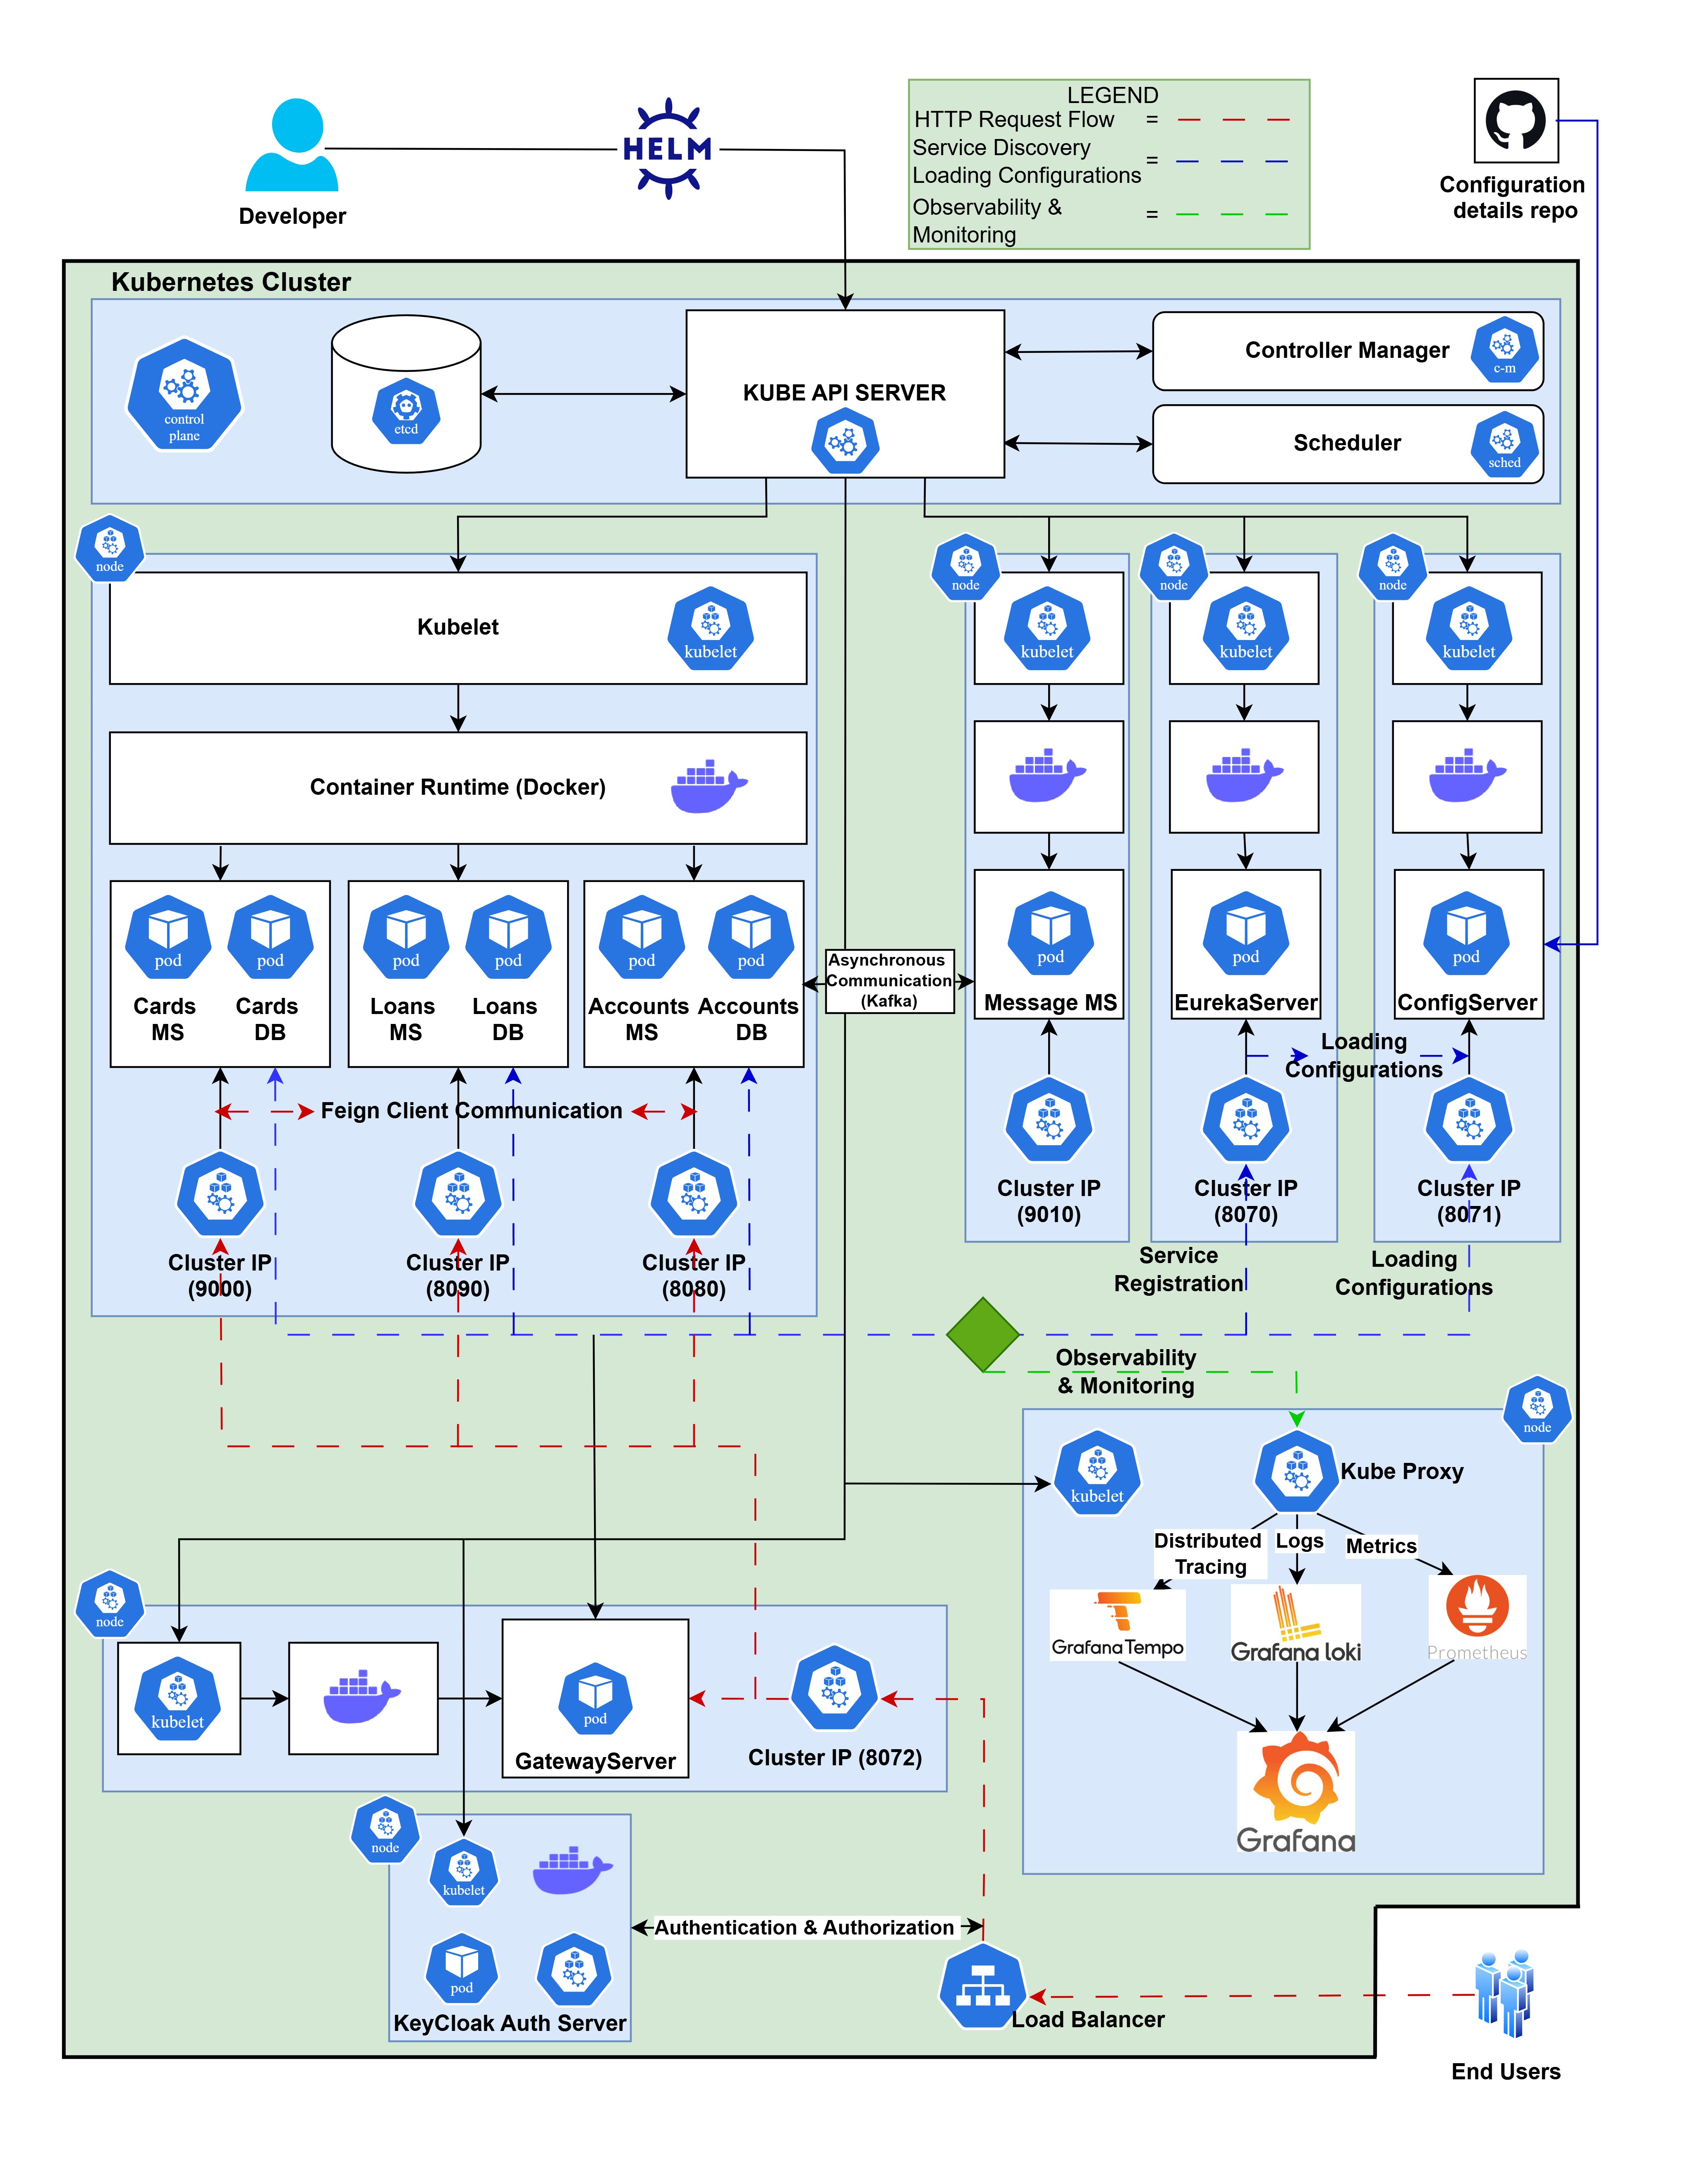 HELM
Developer
LEGEND
HTTP Request Flow =
Service Discovery
Loading Configurations =
Observability &
Monitoring =
Configuration
details repo
Kubernetes Cluster
control
plane
etcd
KUBE API SERVER
Controller Manager
c-m
Scheduler
sched
node
node
node
node
Kubelet
kubelet
kubelet
kubelet
kubelet
Container Runtime (Docker)
pod
pod
pod
pod
pod
pod
pod
pod
pod
Cards
MS
Cards
DB
Loans
MS
Loans
DB
Accounts
MS
Accounts
DB
Asynchronous
Communication
(Kafka)
Message MS
EurekaServer
ConfigServer
Loading
Configurations
Feign Client Communication
Cluster IP
(9000)
Cluster IP
(8090)
Cluster IP
(8080)
Cluster IP
(9010)
Cluster IP
(8070)
Cluster IP
(8071)
Service
Registration
Loading
Configurations
Observability
& Monitoring
node
kubelet
Kube Proxy
Distributed
Tracing
Logs
Metrics
Grafana Tempo
Grafana loki
Prometheus
Grafana
node
kubelet
pod
GatewayServer
Cluster IP (8072)
node
kubelet
pod
KeyCloak Auth Server
Authentication & Authorization
Load Balancer
End Users